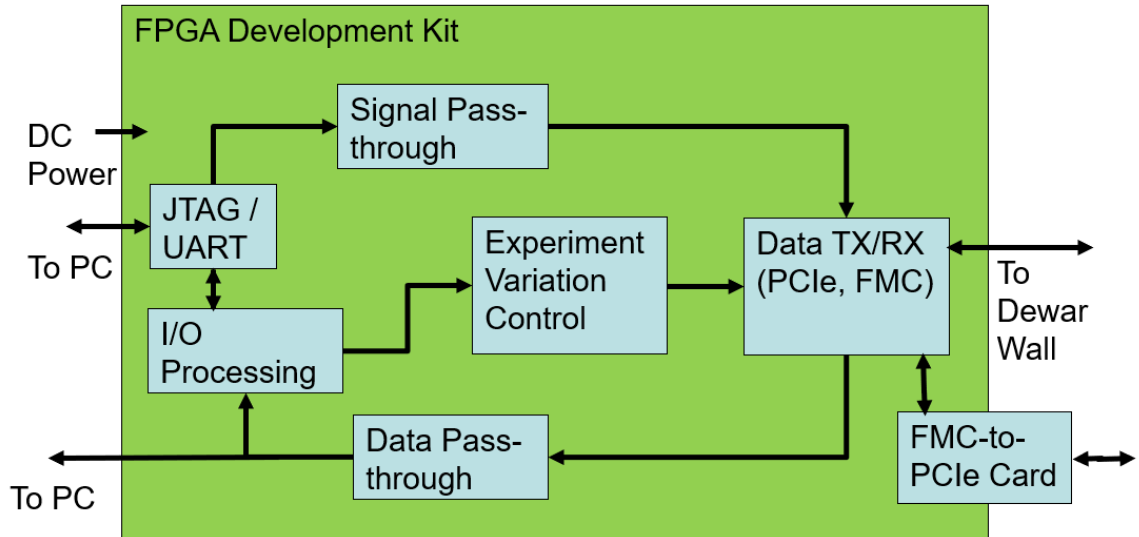 FPGA Development Kit
Signal Pass-
through
DC
Power
JTAG /
UART
To PC
Experiment
Variation
Control
Data TX/RX
(PCIe, FMC)
To
Dewar
Wall
I/O
Processing
Data Pass-
through
FMC-to-
PCIe Card
To PC